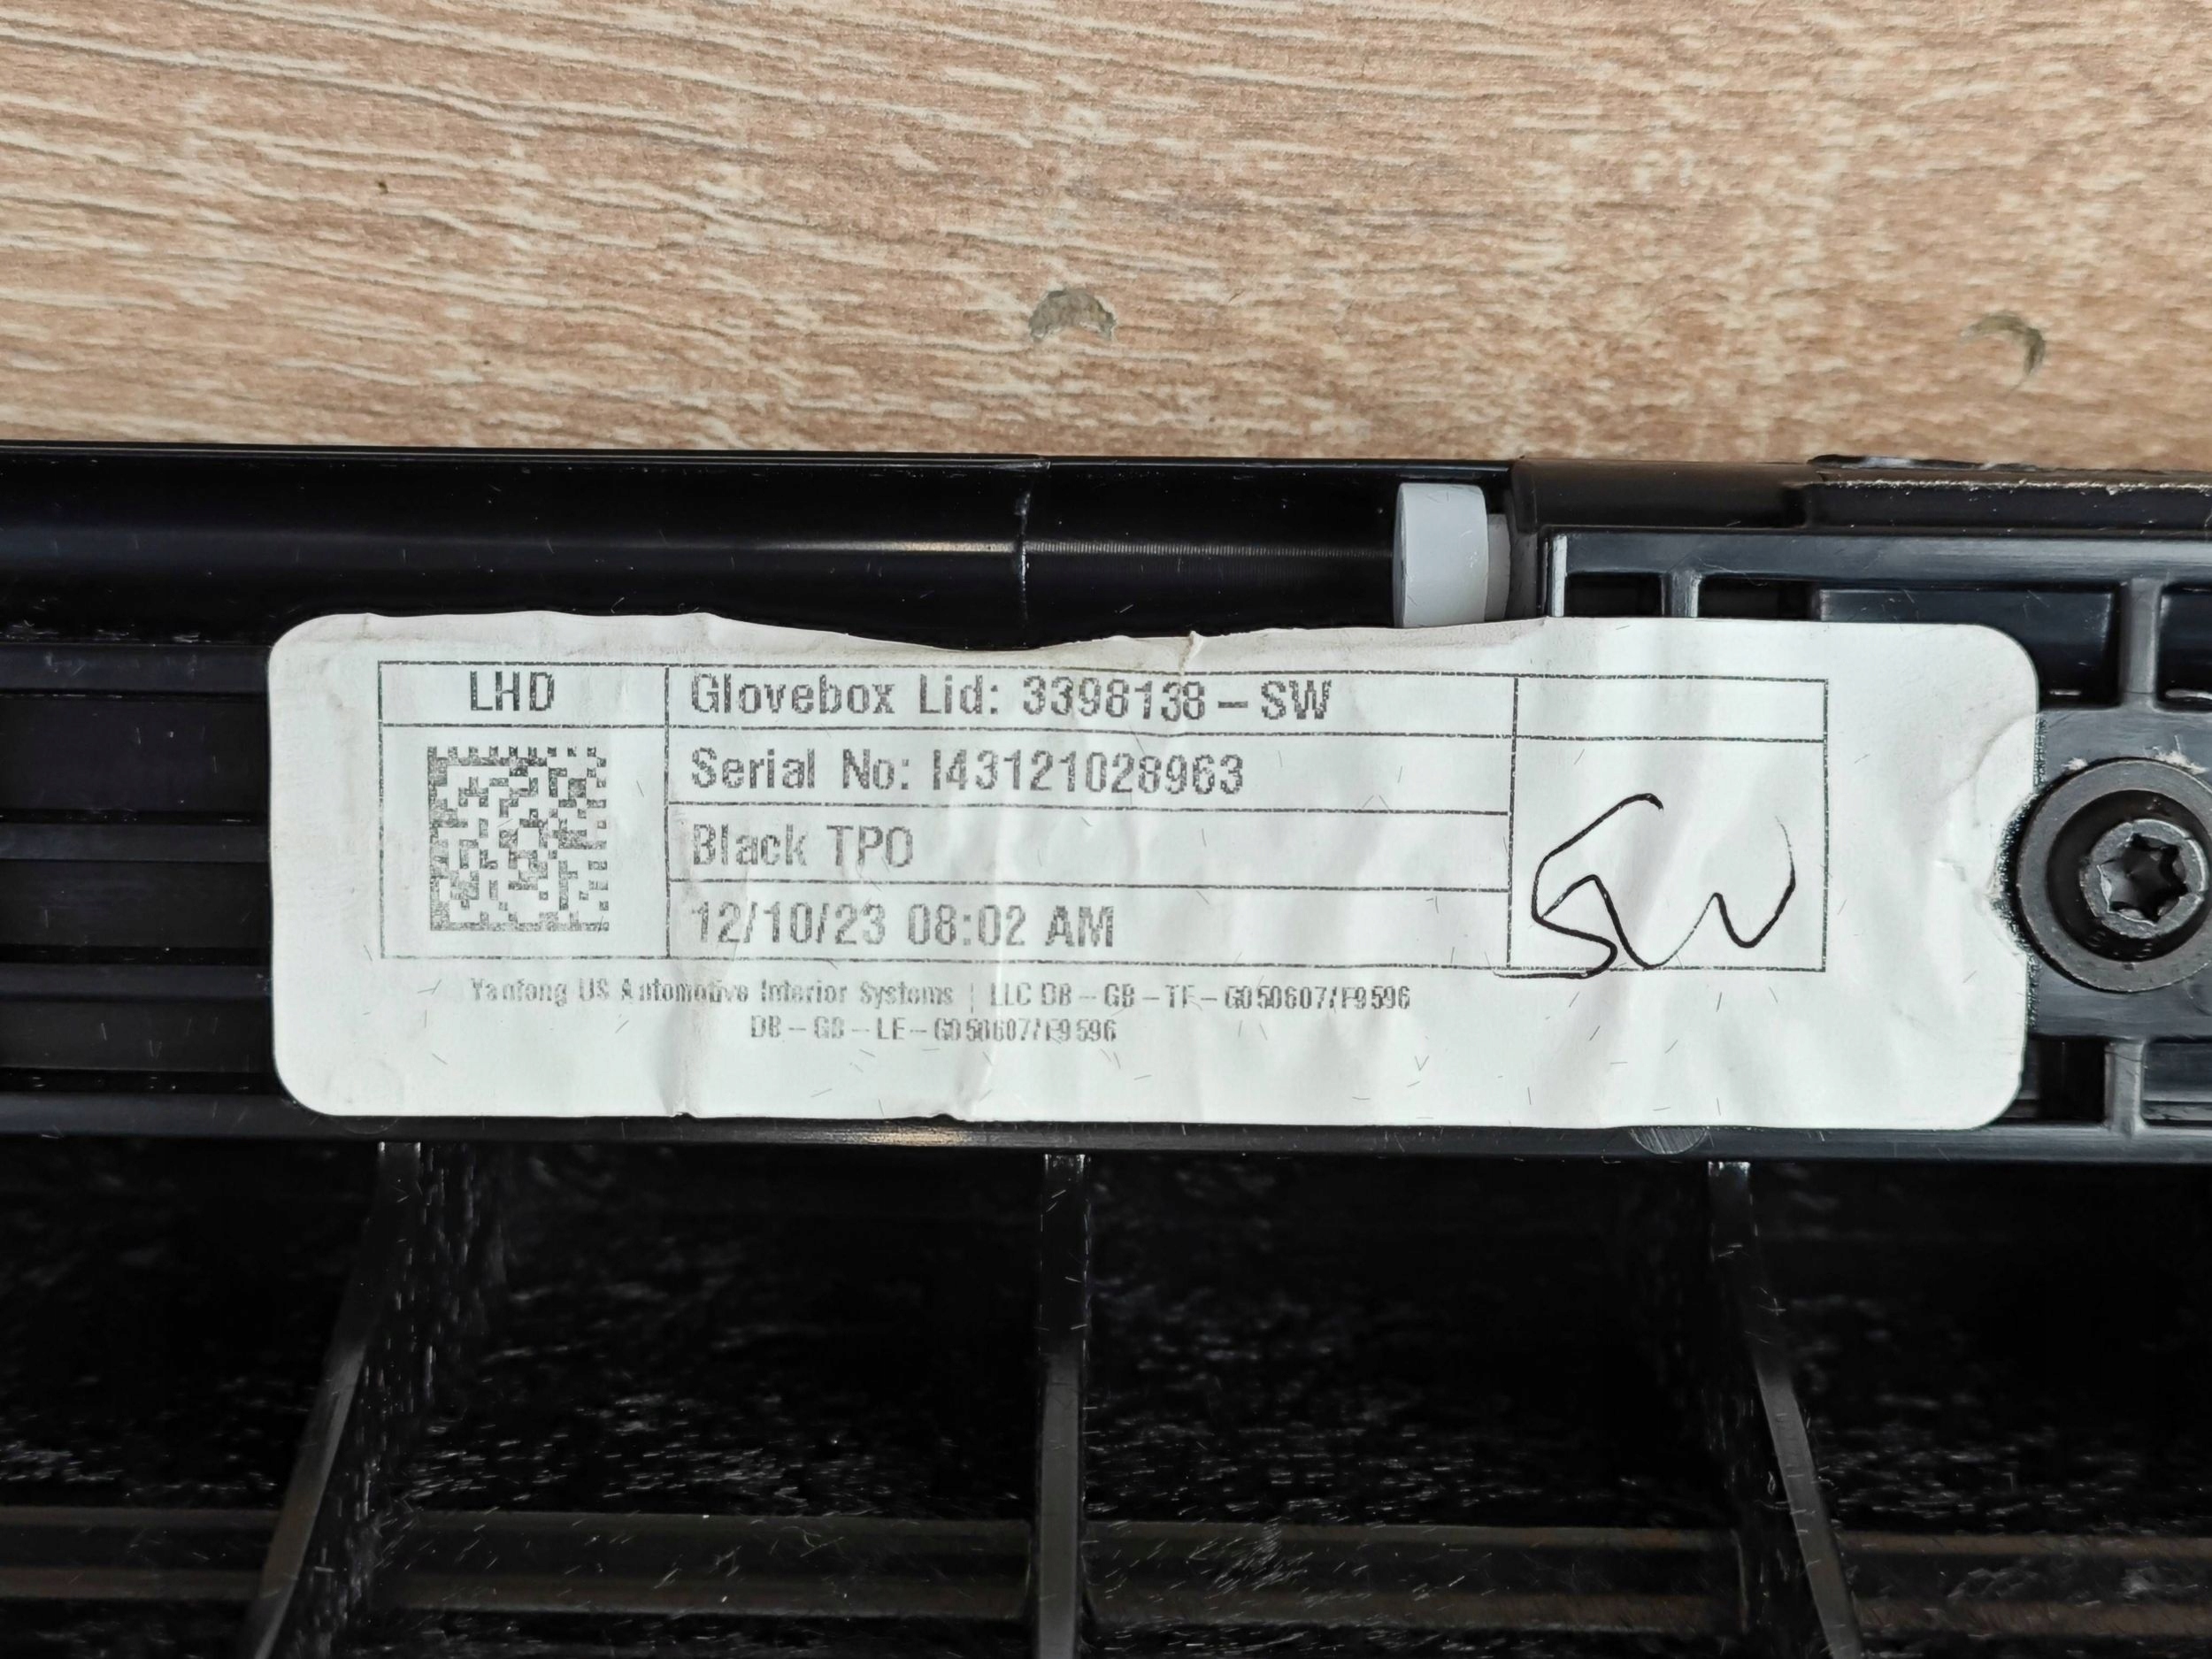 LHD
Glovebox Lid: 3398138-SW
Serial No: I43121028963
Black TPO
12/10/23 08:02 AM
SW
Yanfong US Automotive Interior Systems | LLC DB-GB-TF-G050607/F9596
DB-GB-LE-G050607/F9596